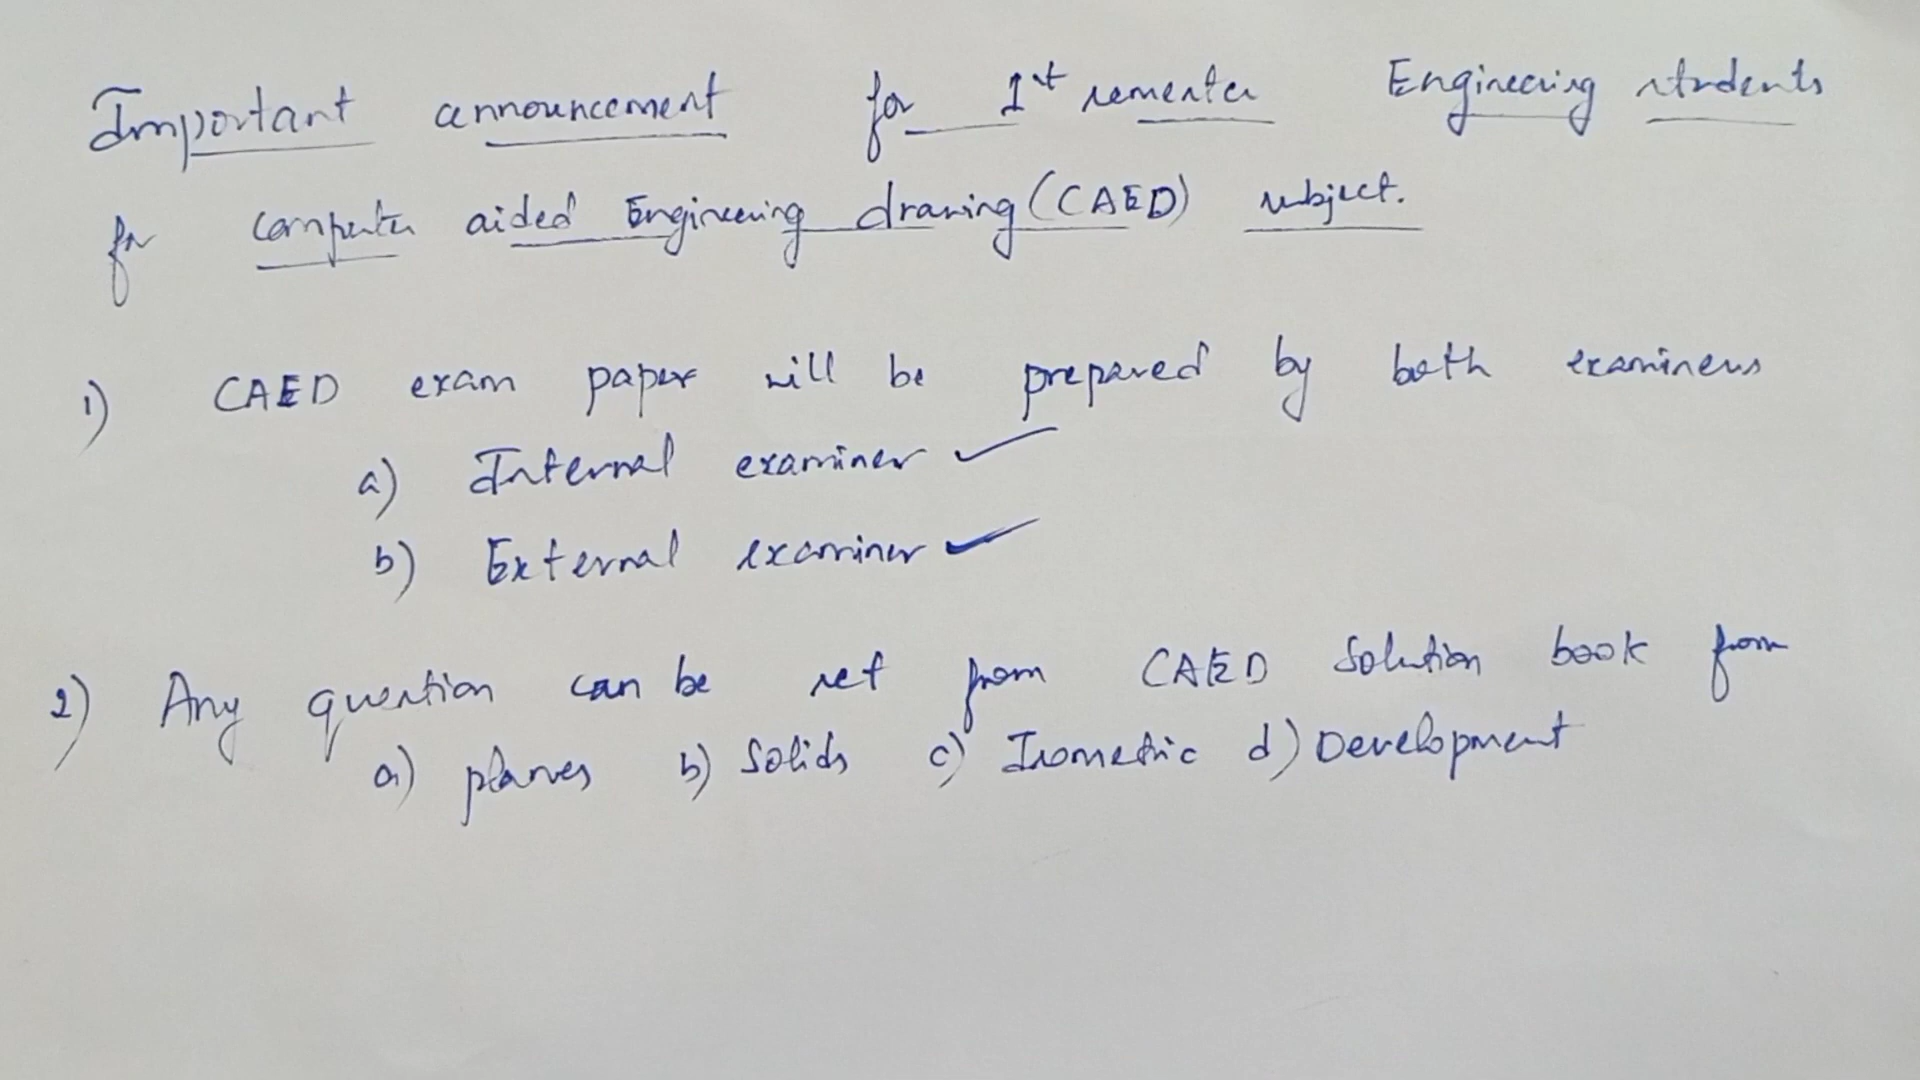 Important announcement for 1st semester Engineering students
for computer aided Engineering drawing (CAED) subject.
1) CAED exam paper will be prepared by both examiners
a) Internal examiner ✓
b) External examiner ✓
2) Any question can be set from CAED Solution book from
a) planes b) Solids c) Isometric d) Development